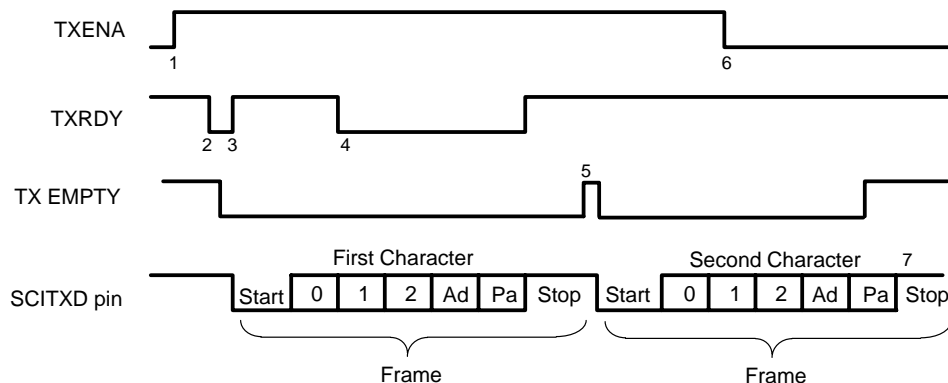 TXENA
1
6
TXRDY
2 3
4
TX EMPTY
5
First Character
Second Character 7
SCITXD pin
Start 0 1 2 Ad Pa Stop Start 0 1 2 Ad Pa Stop
Frame Frame